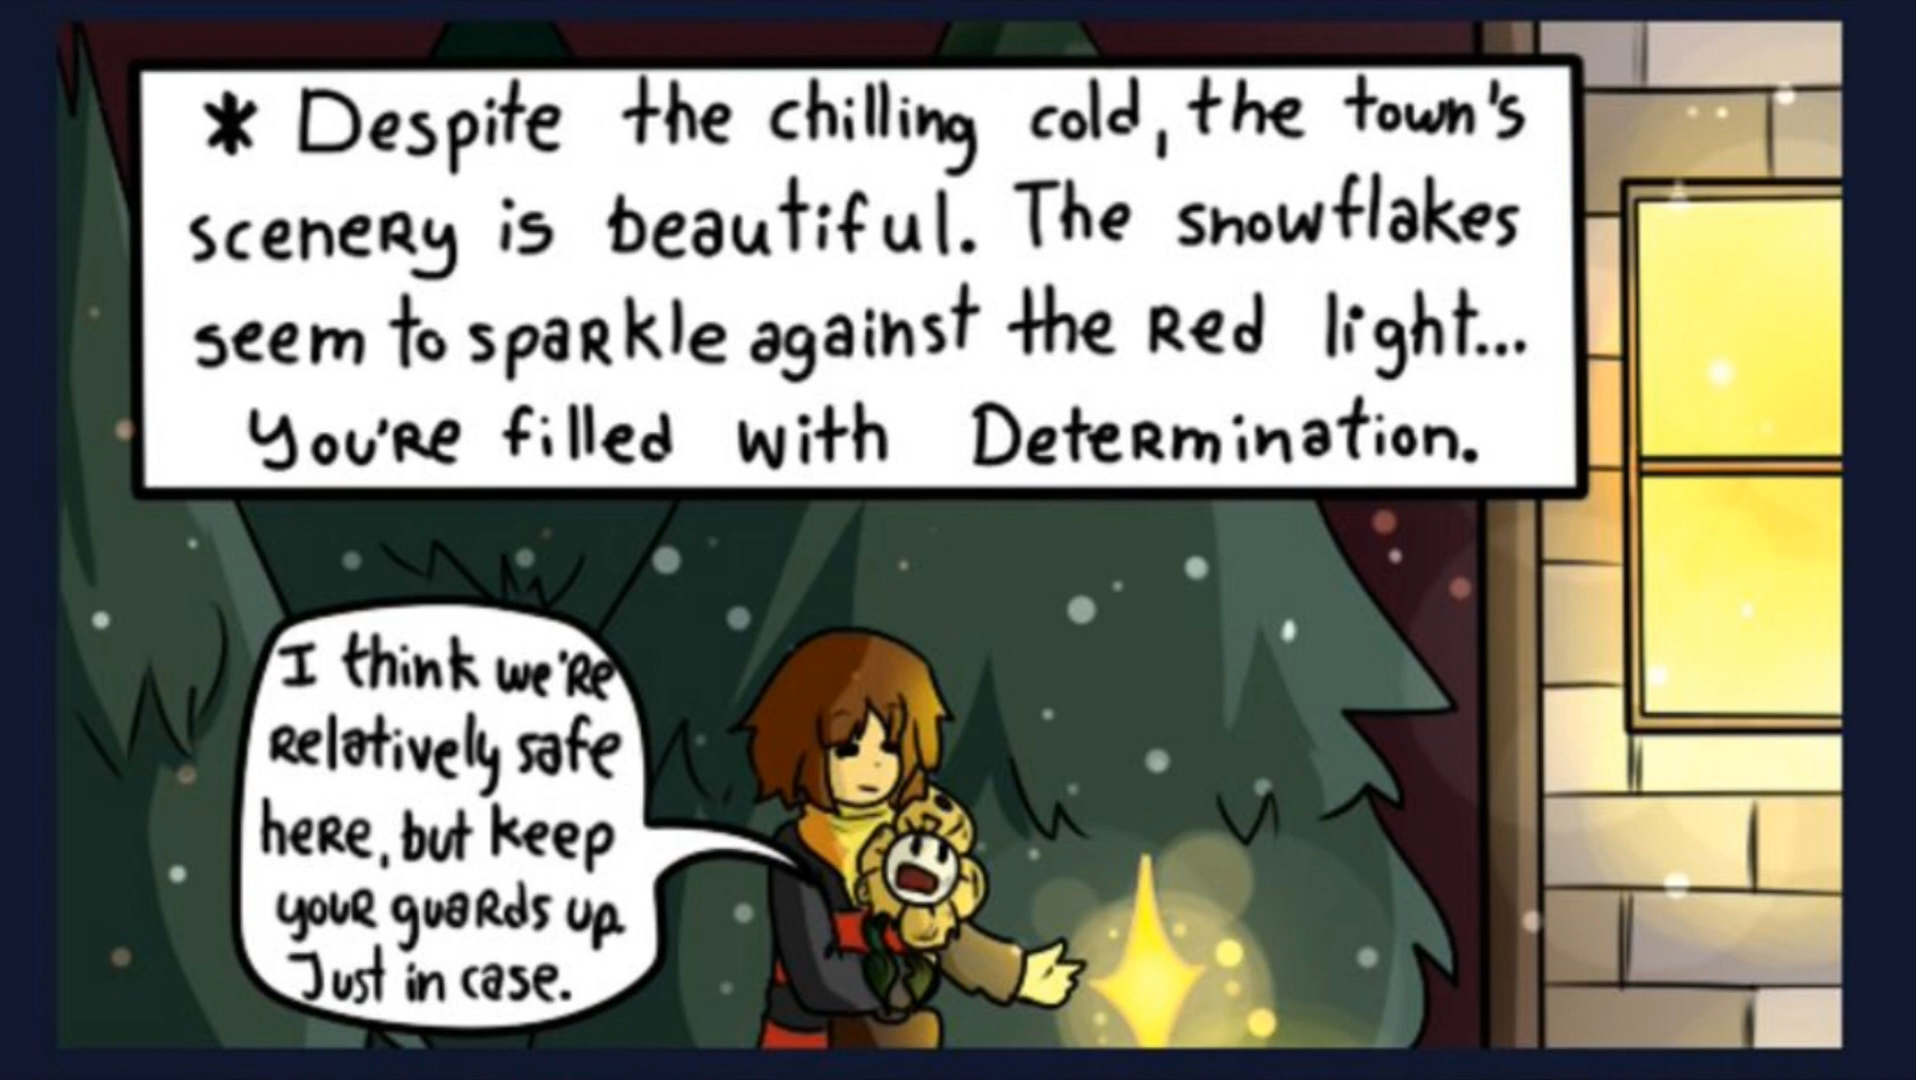 * Despite the chilling cold, the town's
scenery is beautiful. The snowflakes
seem to sparkle against the red light...
You're filled with Determination.
I think we're
relatively safe
here, but keep
your guards up.
Just in case.